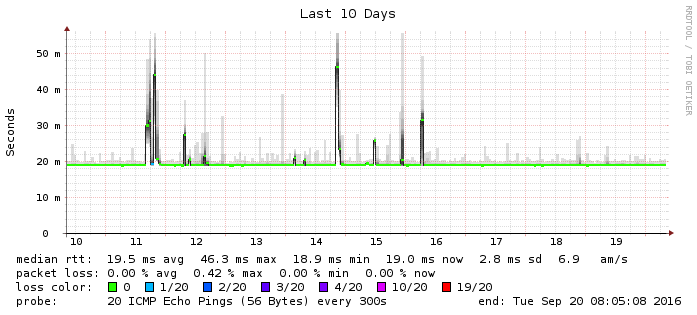 Last 10 Days
RRDTOOL / TOBI OETIKER
Seconds
50 m
40 m
30 m
20 m
10 m
0
10 11 12 13 14 15 16 17 18 19
median rtt: 19.5 ms avg 46.3 ms max 18.9 ms min 19.0 ms now 2.8 ms sd 6.9 am/s
packet loss: 0.00 % avg 0.42 % max 0.00 % min 0.00 % now
loss color: 0 1/20 2/20 3/20 4/20 10/20 19/20
probe: 20 ICMP Echo Pings (56 Bytes) every 300s end: Tue Sep 20 08:05:08 2016